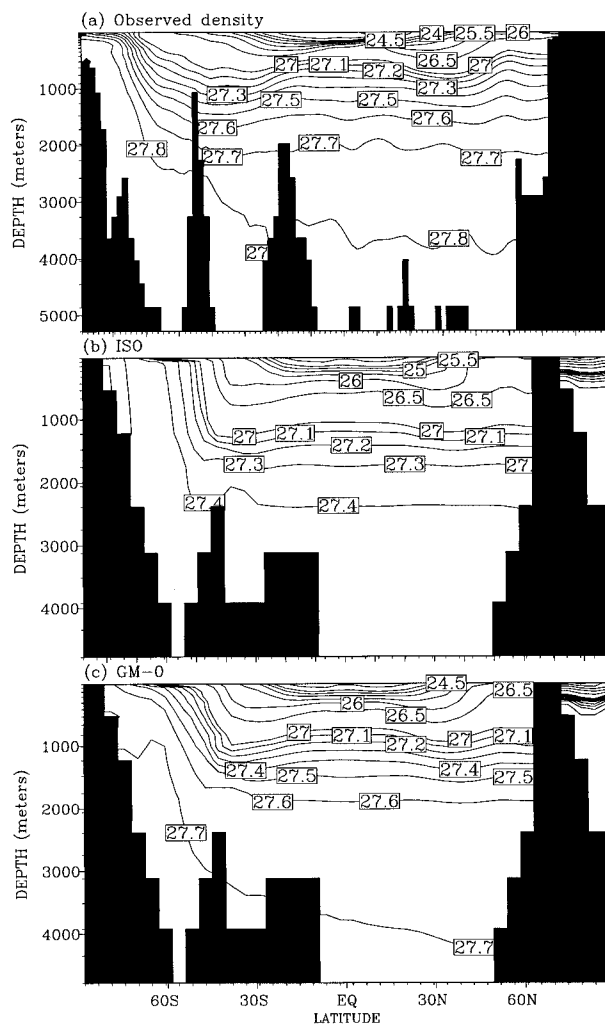 (a) Observed density
24.5 24 25.5 26
27 27.1 27.2 26.5 27
27.3 27.5 27.5 27.3
27.6 27.6
27.8 27.7 27.7 27.7
27 27.8
1000
2000
3000
4000
5000
DEPTH (meters)
(b) ISO
25 25.5
26 26.5 26.5
27 27.1 27.2 27 27.1
27.3 27.3 27.
27.4 27.4
1000
2000
3000
4000
DEPTH (meters)
(c) GM-0
24.5 26.5
26 26.5
27 27.1 27.2 27 27.1
27.4 27.5 27.4 27.5
27.6 27.6
27.7
27.7
1000
2000
3000
4000
DEPTH (meters)
60S 30S EQ 30N 60N
LATITUDE